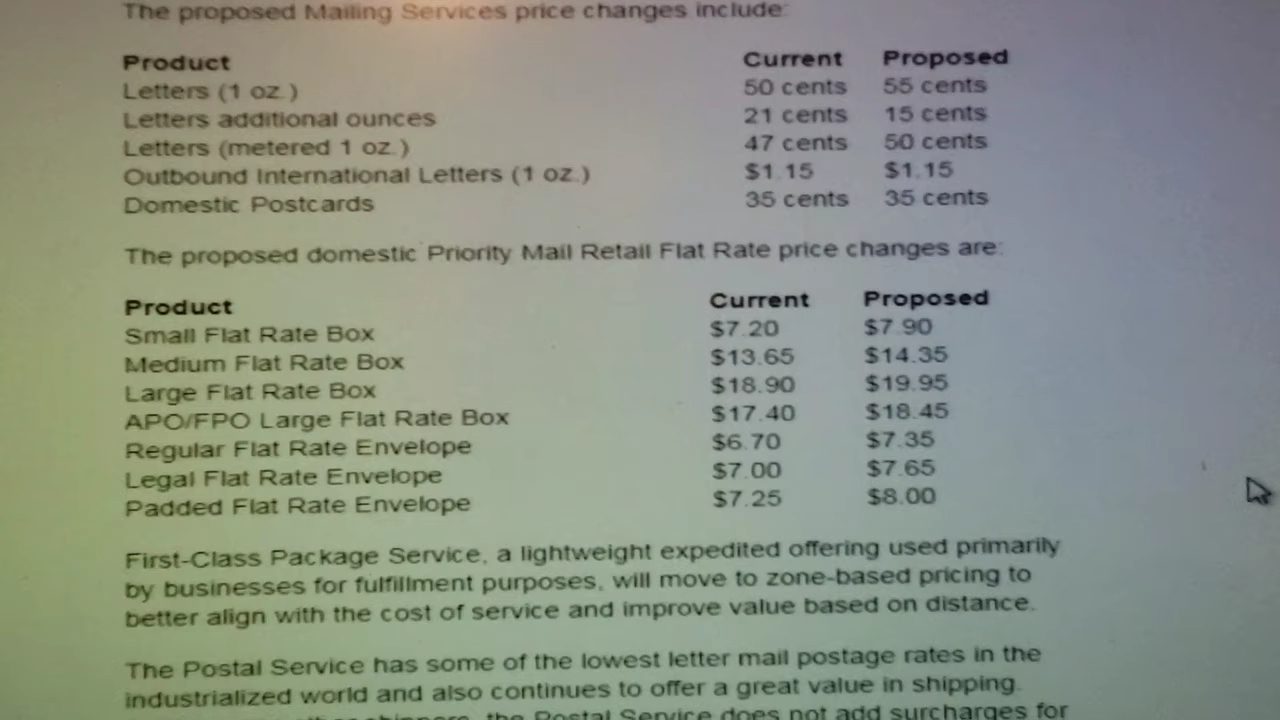 The proposed Mailing Services price changes include:
Product Current Proposed
Letters (1 oz.) 50 cents 55 cents
Letters additional ounces 21 cents 15 cents
Letters (metered 1 oz.) 47 cents 50 cents
Outbound International Letters (1 oz.) $1.15 $1.15
Domestic Postcards 35 cents 35 cents
The proposed domestic Priority Mail Retail Flat Rate price changes are:
Product Current Proposed
Small Flat Rate Box $7.20 $7.90
Medium Flat Rate Box $13.65 $14.35
Large Flat Rate Box $18.90 $19.95
APO/FPO Large Flat Rate Box $17.40 $18.45
Regular Flat Rate Envelope $6.70 $7.35
Legal Flat Rate Envelope $7.00 $7.65
Padded Flat Rate Envelope $7.25 $8.00
First-Class Package Service, a lightweight expedited offering used primarily
by businesses for fulfillment purposes, will move to zone-based pricing to
better align with the cost of service and improve value based on distance.
The Postal Service has some of the lowest letter mail postage rates in the
industrialized world and also continues to offer a great value in shipping.
the Postal Service does not add surcharges for